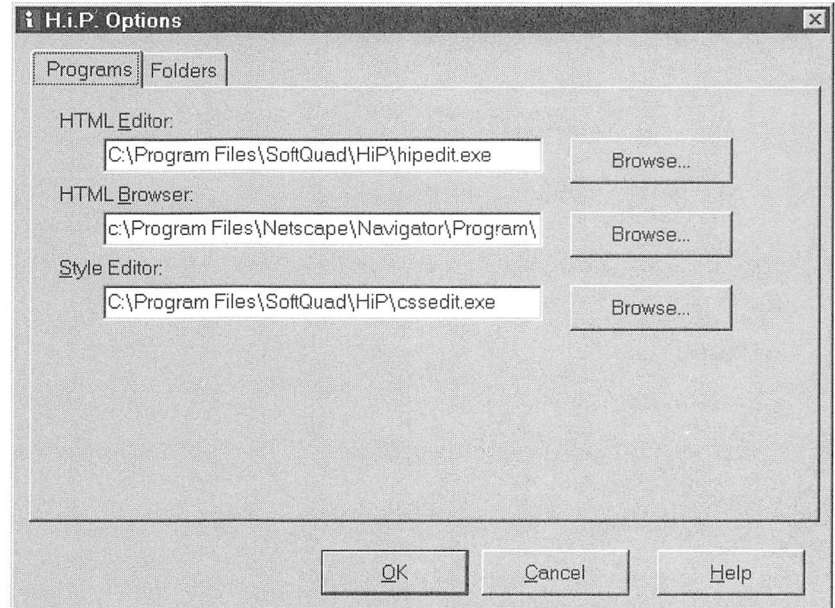 H.i.P. Options
Programs Folders
HTML Editor:
C:\Program Files\SoftQuad\HiP\hipedit.exe Browse...
HTML Browser:
c:\Program Files\Netscape\Navigator\Program\ Browse...
Style Editor:
C:\Program Files\SoftQuad\HiP\cssedit.exe Browse...
OK Cancel Help